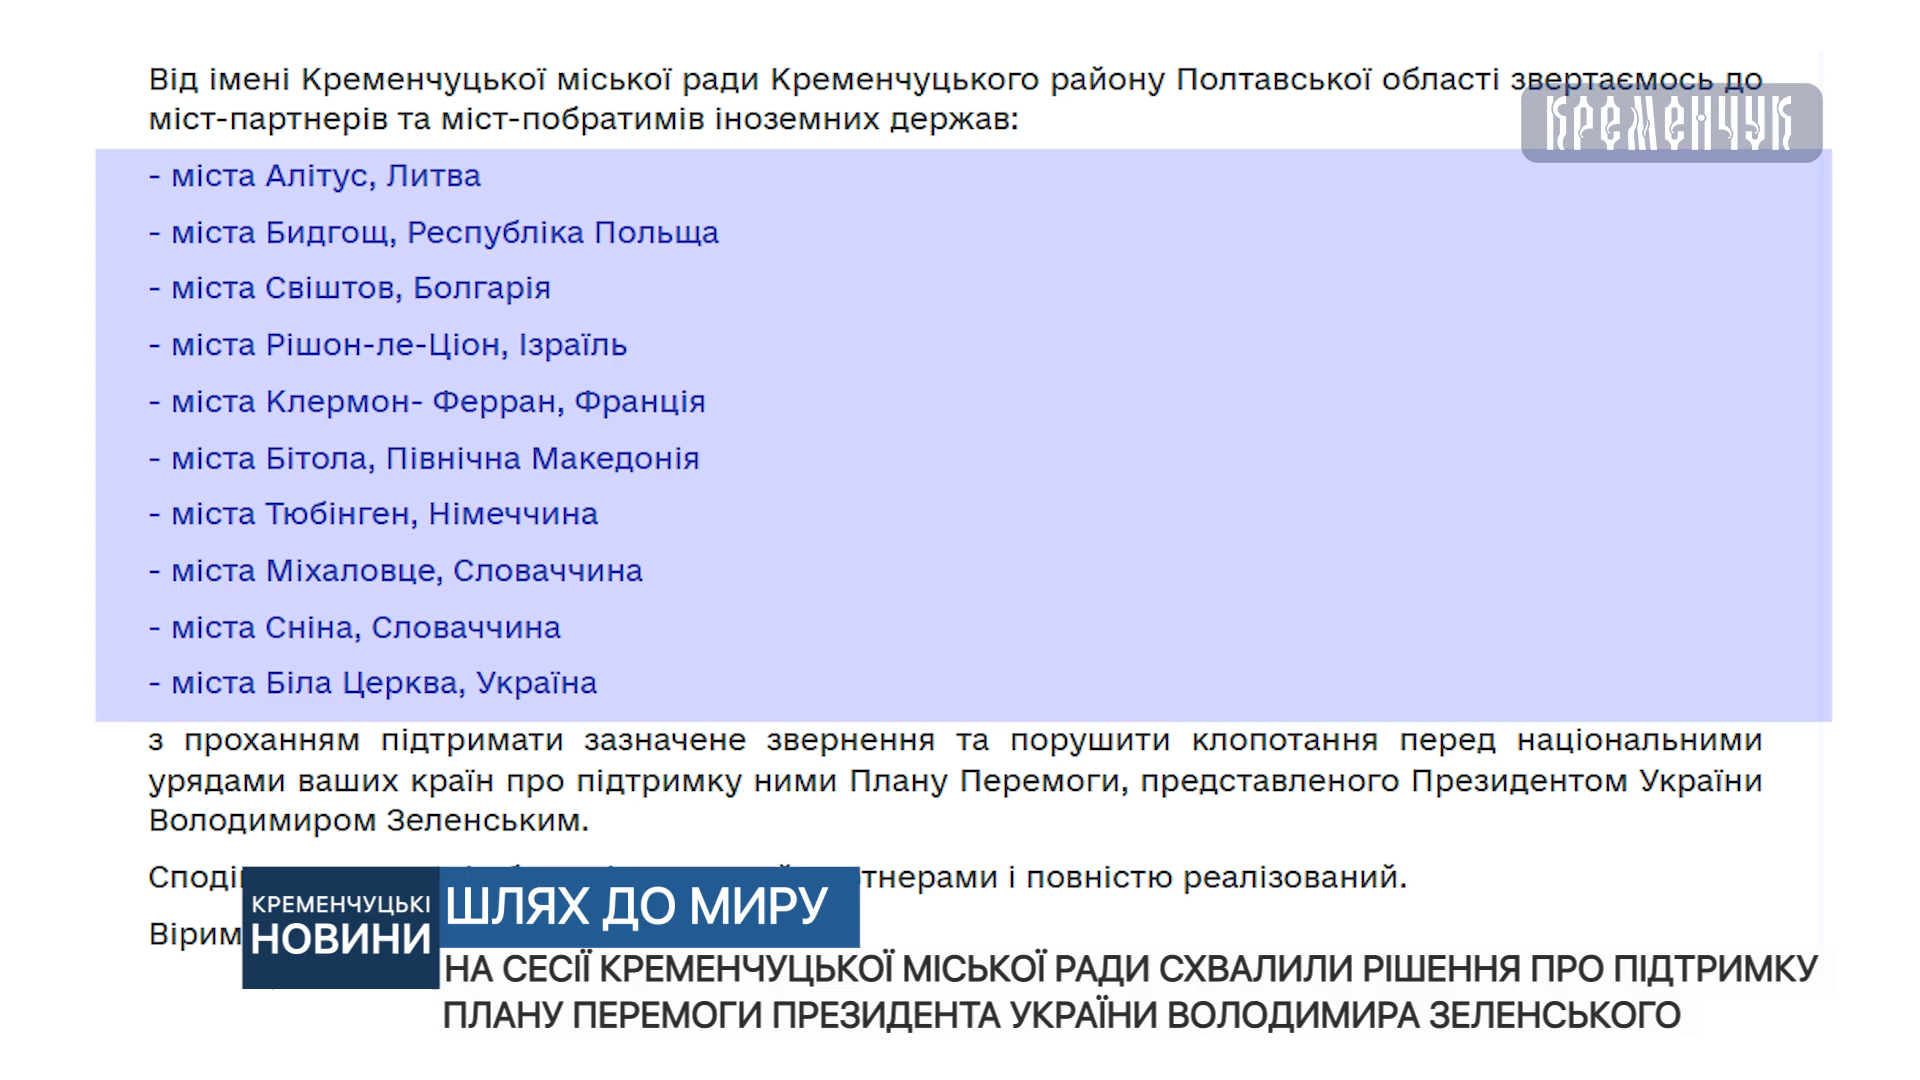 Від імені Кременчуцької міської ради Кременчуцького району Полтавської області звертаємось до
міст-партнерів та міст-побратимів іноземних держав:
КРЕМЕНЧУК
- міста Алітус, Литва
- міста Бидгощ, Республіка Польща
- міста Свіштов, Болгарія
- міста Рішон-ле-Ціон, Ізраїль
- міста Клермон- Ферран, Франція
- міста Бітола, Північна Македонія
- міста Тюбінген, Німеччина
- міста Міхаловце, Словаччина
- міста Сніна, Словаччина
- міста Біла Церква, Україна
з проханням підтримати зазначене звернення та порушити клопотання перед національними
урядами ваших країн про підтримку ними Плану Перемоги, представленого Президентом України
Володимиром Зеленським.
і повністю реалізований.
КРЕМЕНЧУЦЬКІ
НОВИНИ
ШЛЯХ ДО МИРУ
НА СЕСІЇ КРЕМЕНЧУЦЬКОЇ МІСЬКОЇ РАДИ СХВАЛИЛИ РІШЕННЯ ПРО ПІДТРИМКУ
ПЛАНУ ПЕРЕМОГИ ПРЕЗИДЕНТА УКРАЇНИ ВОЛОДИМИРА ЗЕЛЕНСЬКОГО